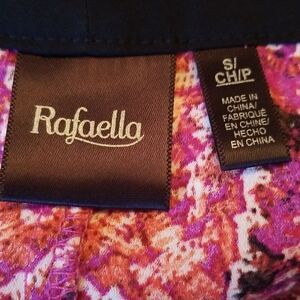 Rafaella
S/
CH/P
MADE IN
CHINA/
FABRIQUÉ
EN CHINE/
HECHO
EN CHINA